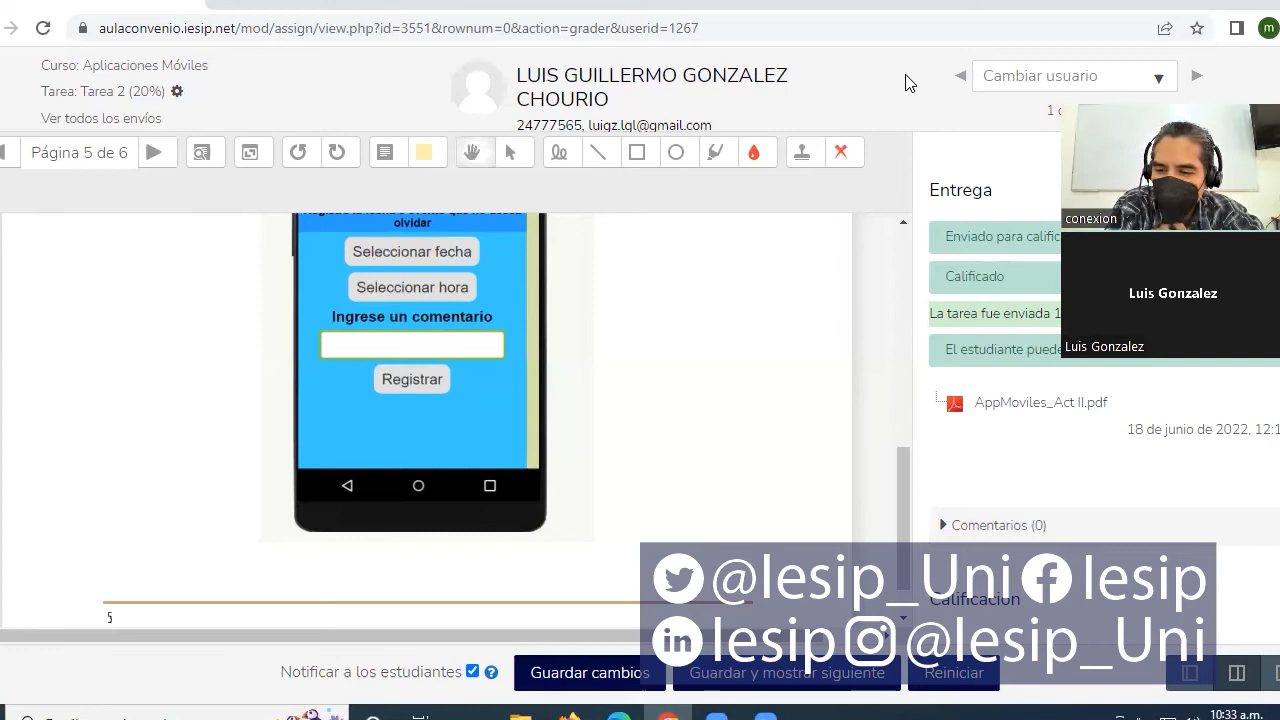 aulaconvenio.iesip.net/mod/assign/view.php?id=3551&rownum=0&action=grader&userid=1267
m
Curso: Aplicaciones Móviles
Tarea: Tarea 2 (20%)
Ver todos los envíos
LUIS GUILLERMO GONZALEZ
CHOURIO
24777565, luigz.lgl@gmail.com
Cambiar usuario
Página 5 de 6
olvidar
Seleccionar fecha
Seleccionar hora
Ingrese un comentario
Registrar
5
Entrega
Enviado para calific
Calificado
La tarea fue enviada 1
El estudiante puede
AppMoviles_Act II.pdf
18 de junio de 2022, 12:1
Comentarios (0)
Calificación
conexion
Luis Gonzalez
Luis Gonzalez
@Iesip_Uni Iesip
Iesip @Iesip_Uni
Notificar a los estudiantes
Guardar cambios
Guardar y mostrar siguiente
Reiniciar
10:33 a.m.